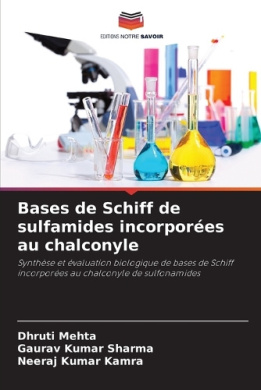 EDITIONS NOTRE SAVOIR
Bases de Schiff de
sulfamides incorporées
au chalconyle
Synthèse et évaluation biologique de bases de Schiff
incorporées au chalconyle de sulfonamides
Dhruti Mehta
Gaurav Kumar Sharma
Neeraj Kumar Kamra